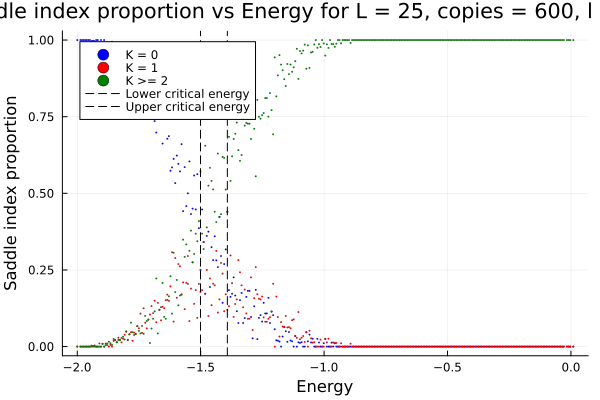 dle index proportion vs Energy for L = 25, copies = 600,
1.00
0.75
0.50
0.25
0.00
Saddle index proportion
K = 0
K = 1
K >= 2
Lower critical energy
Upper critical energy
−2.0 −1.5 −1.0 −0.5 0.0
Energy